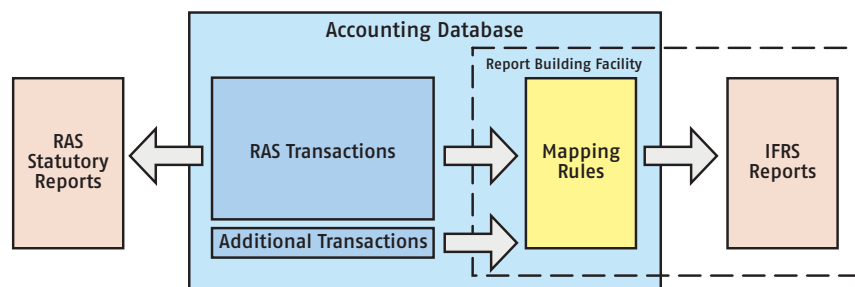 Accounting Database
Report Building Facility
RAS
Statutory
Reports
RAS Transactions
Mapping
Rules
IFRS
Reports
Additional Transactions